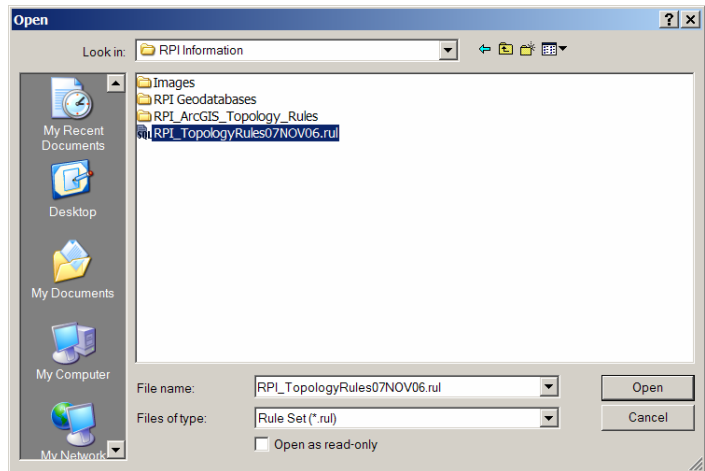 Open
Look in: RPI Information
My Recent Documents
Desktop
My Documents
My Computer
My Network
Images
RPI Geodatabases
RPI_ArcGIS_Topology_Rules
SQL RPI_TopologyRules07NOV06.rul
File name: RPI_TopologyRules07NOV06.rul Open
Files of type: Rule Set (*.rul) Cancel
Open as read-only